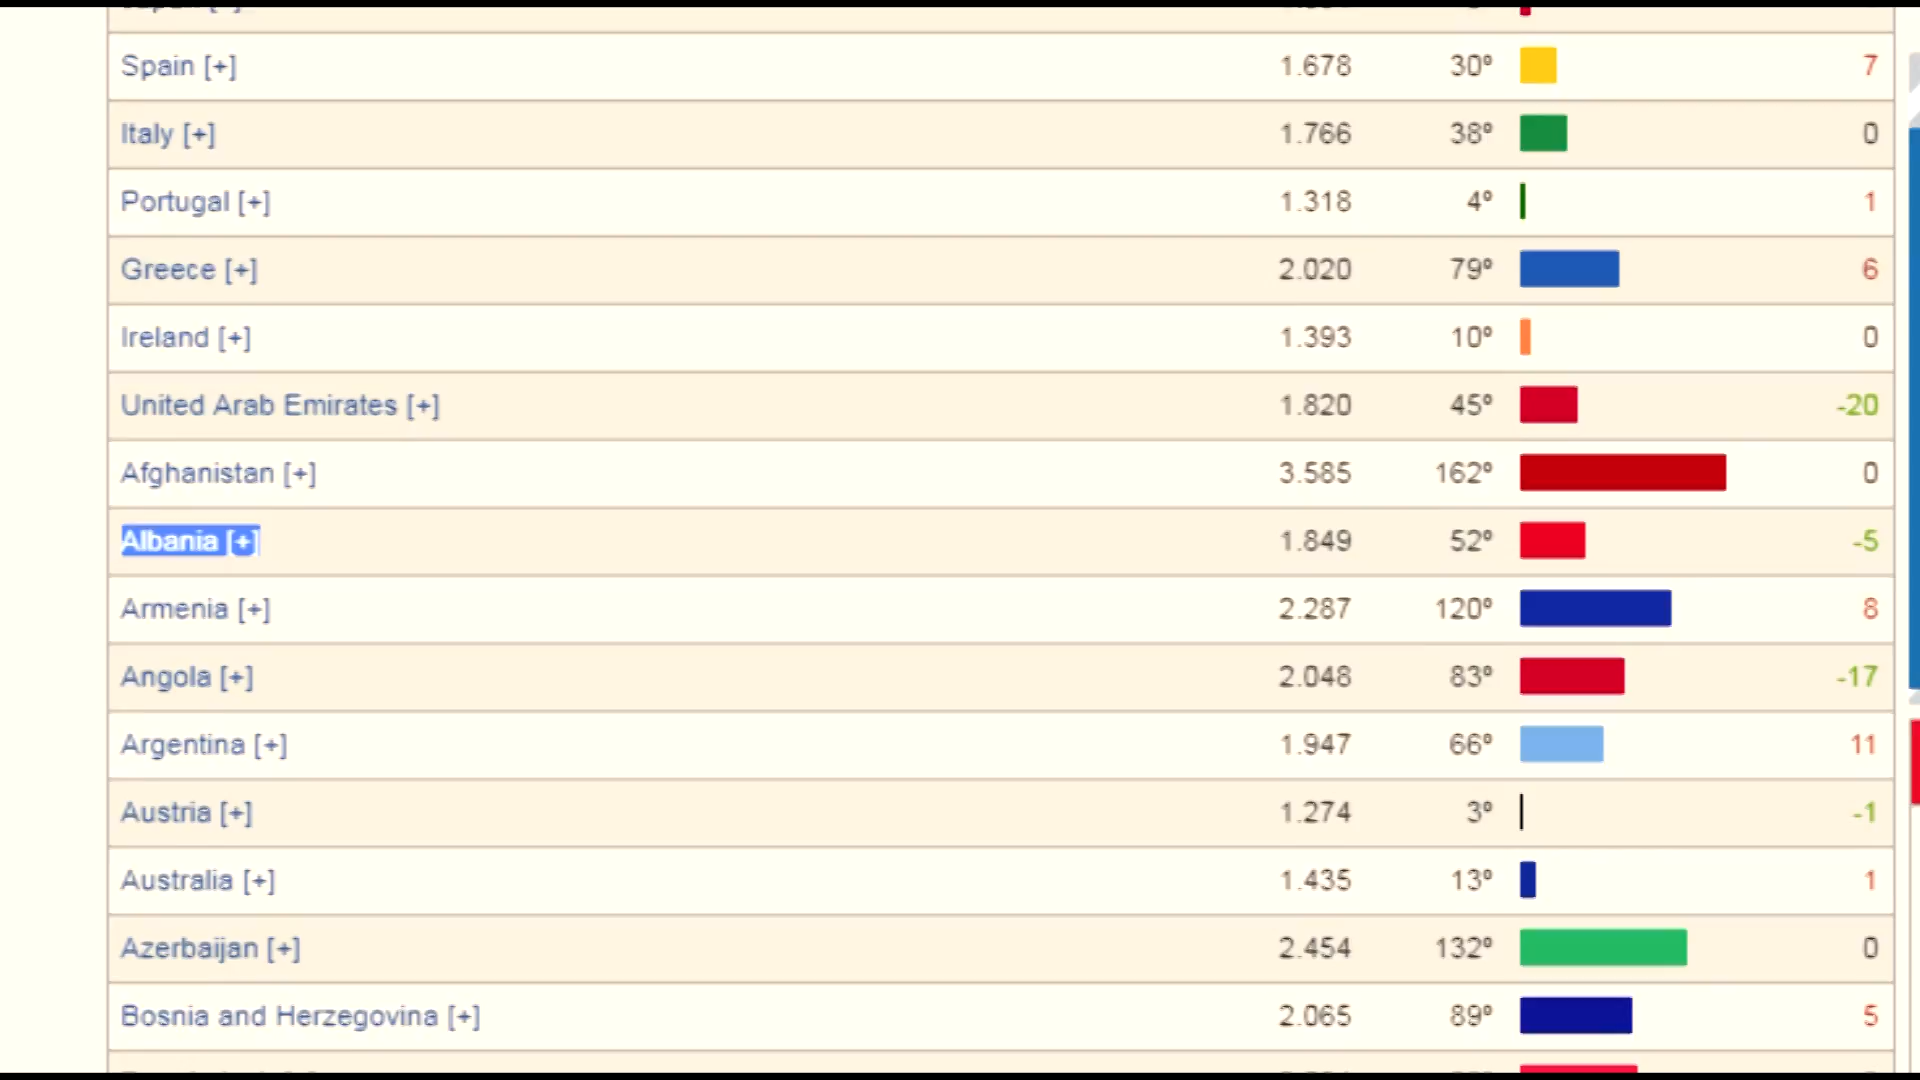 Spain [+] 1.678 30º 7
Italy [+] 1.766 38º 0
Portugal [+] 1.318 4º 1
Greece [+] 2.020 79º 6
Ireland [+] 1.393 10º 0
United Arab Emirates [+] 1.820 45º -20
Afghanistan [+] 3.585 162º 0
Albania [+] 1.849 52º -5
Armenia [+] 2.287 120º 8
Angola [+] 2.048 83º -17
Argentina [+] 1.947 66º 11
Austria [+] 1.274 3º -1
Australia [+] 1.435 13º 1
Azerbaijan [+] 2.454 132º 0
Bosnia and Herzegovina [+] 2.065 89º 5